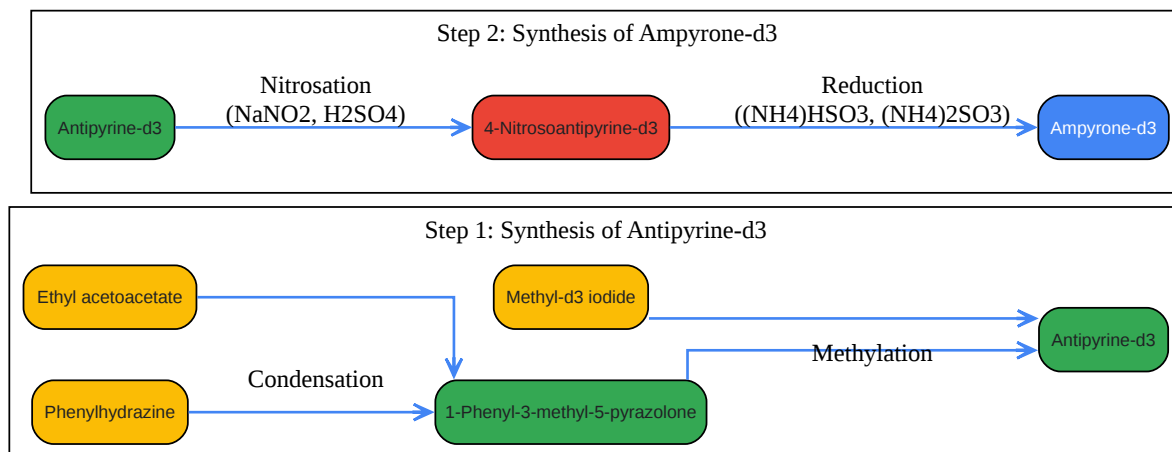 Step 2: Synthesis of Ampyrone-d3
Nitrosation
(NaNO2, H2SO4)
Reduction
((NH4)HSO3, (NH4)2SO3)
Antipyrine-d3
4-Nitrosoantipyrine-d3
Ampyrone-d3
Step 1: Synthesis of Antipyrine-d3
Ethyl acetoacetate
Methyl-d3 iodide
Antipyrine-d3
Methylation
Condensation
Phenylhydrazine
1-Phenyl-3-methyl-5-pyrazolone